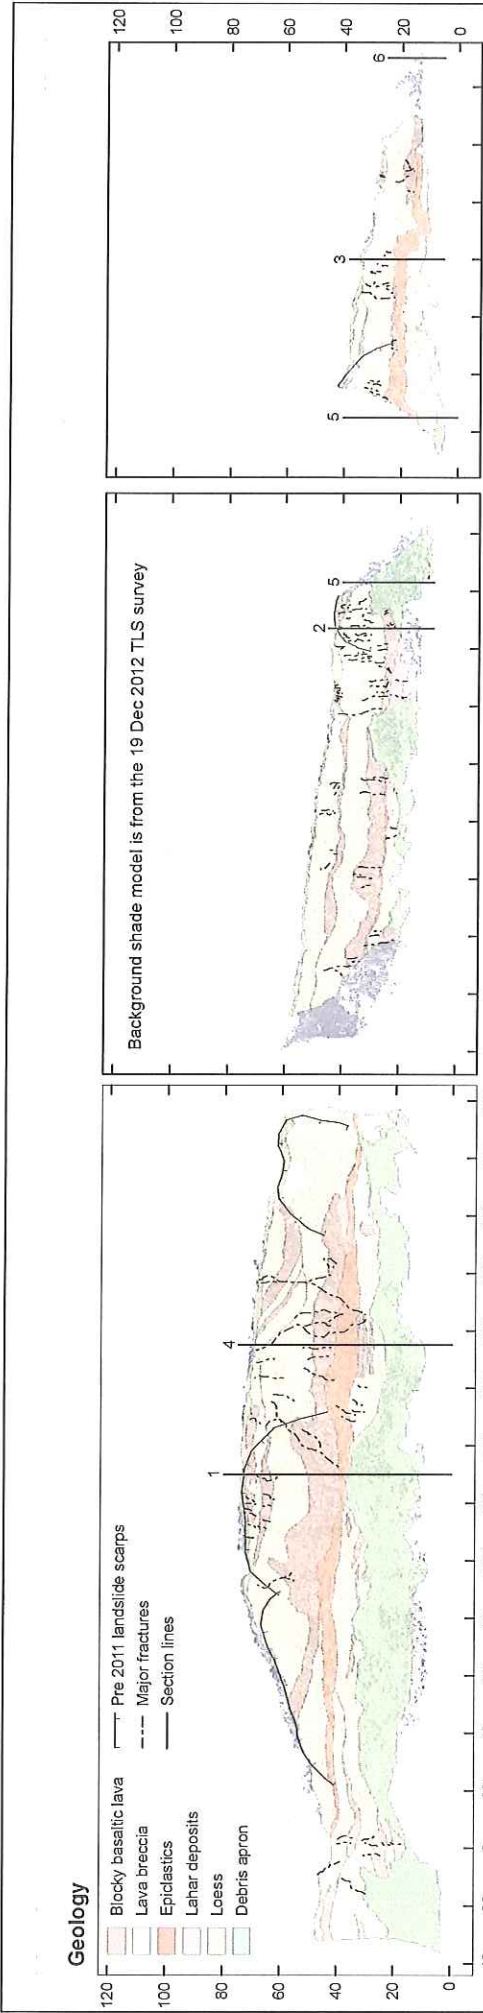 Geology
Blocky basaltic lava
Lava breccia
Epiclastics
Lahar deposits
Loess
Debris apron
Pre 2011 landslide scarps
Major fractures
Section lines
120
100
80
60
40
20
0
1
4
Background shade model is from the 19 Dec 2012 TLS survey
2
5
5
3
6
120
100
80
60
40
20
0